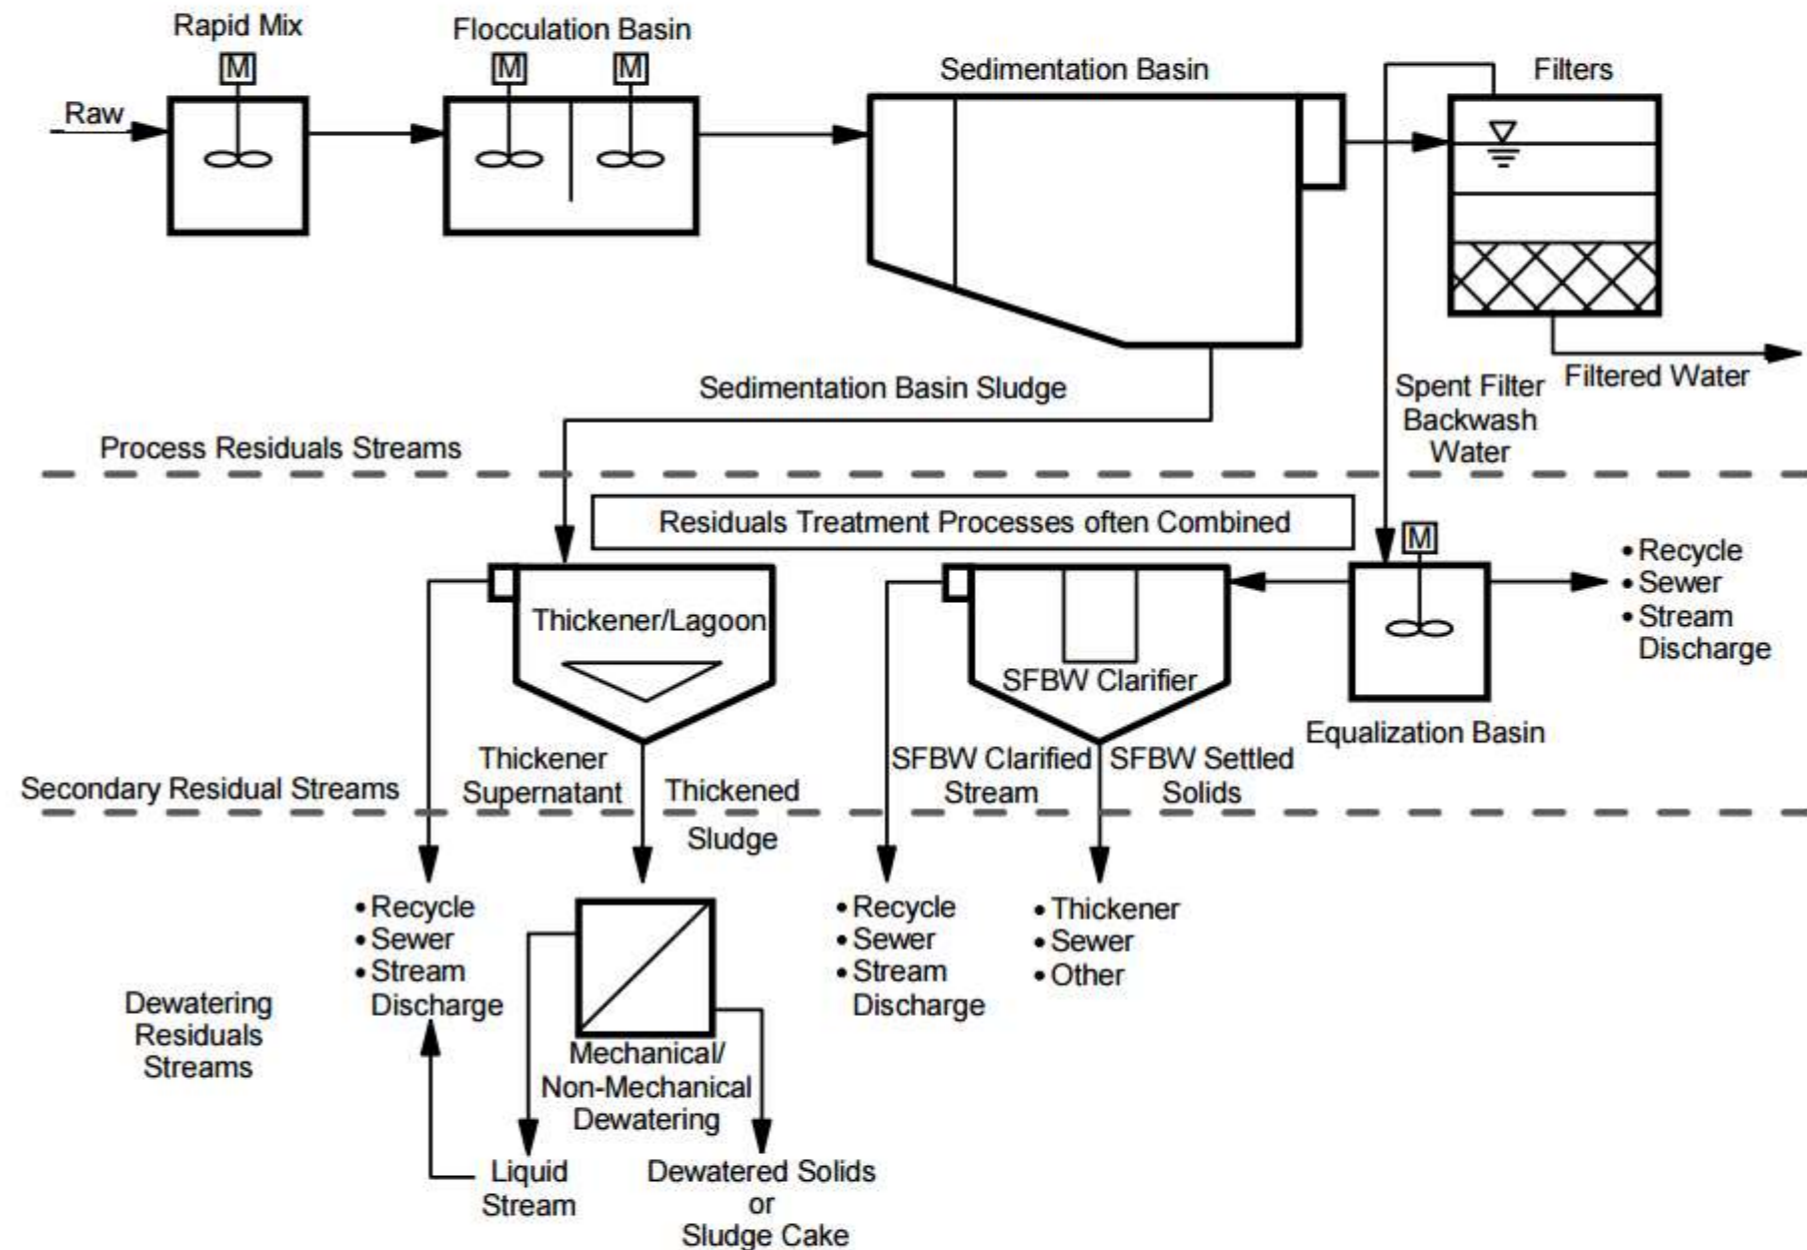 Rapid Mix
Flocculation Basin
M
M
M
Sedimentation Basin
Filters
Raw
Sedimentation Basin Sludge
Spent Filter
Backwash
Water
Filtered Water
Process Residuals Streams
Residuals Treatment Processes often Combined
M
• Recycle
• Sewer
• Stream
Discharge
Thickener/Lagoon
SFBW Clarifier
Equalization Basin
Secondary Residual Streams
Thickener
Supernatant
Thickened
Sludge
SFBW Clarified
Stream
SFBW Settled
Solids
• Recycle
• Sewer
• Stream
Discharge
• Recycle
• Sewer
• Stream
Discharge
• Thickener
• Sewer
• Other
Dewatering
Residuals
Streams
Mechanical/
Non-Mechanical
Dewatering
Liquid
Stream
Dewatered Solids
or
Sludge Cake